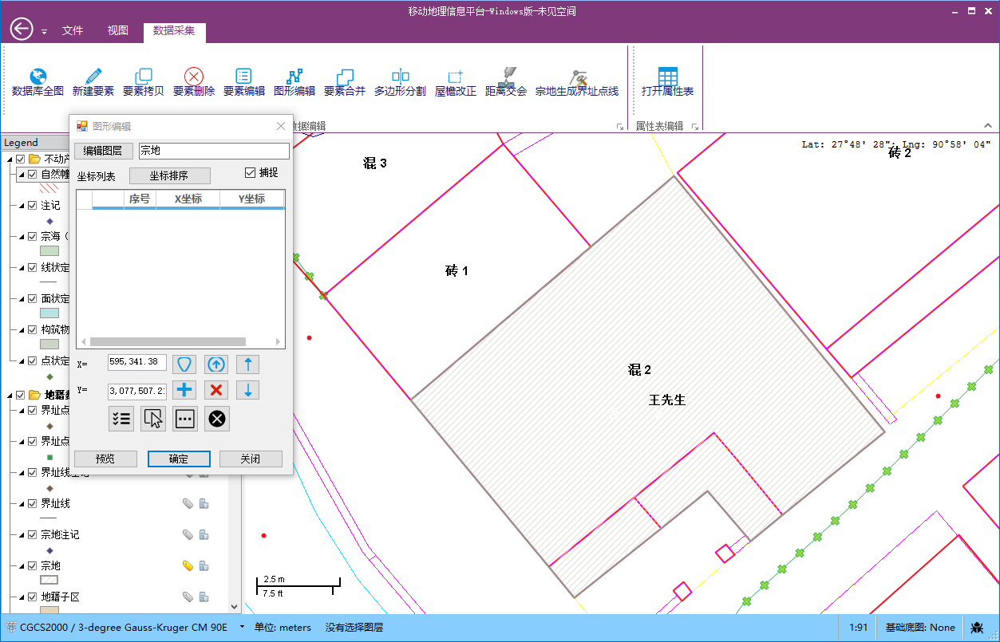 移动地理信息平台-Windows版-未见空间
文件 视图 数据采集
数据库全图 新建要素 要素拷贝 要素删除 要素编辑 图形编辑 要素合并 多边形分割 屋檐改正 距离交会 宗地生成界址点线 打开属性表
数据编辑 属性表编辑
图形编辑
编辑图层 宗地
坐标列表 坐标排序 捕捉
序号 X坐标 Y坐标
X= 595,341.38
Y= 3,077,507.2
预览 确定 关闭
Legend
不动产
自然幢
注记
宗海（
线状定
面状定
构筑物
点状定
地籍
界址点
界址点
界址线注记
界址线
宗地注记
宗地
地籍子区
Lat: 27°48' 28"; Lng: 90°58' 04"
砖 2
混 3
砖 1
混 2
王先生
2.5 m
7.5 ft
CGCS2000 / 3-degree Gauss-Kruger CM 90E 单位: meters 没有选择图层 1:91 基础底图: None